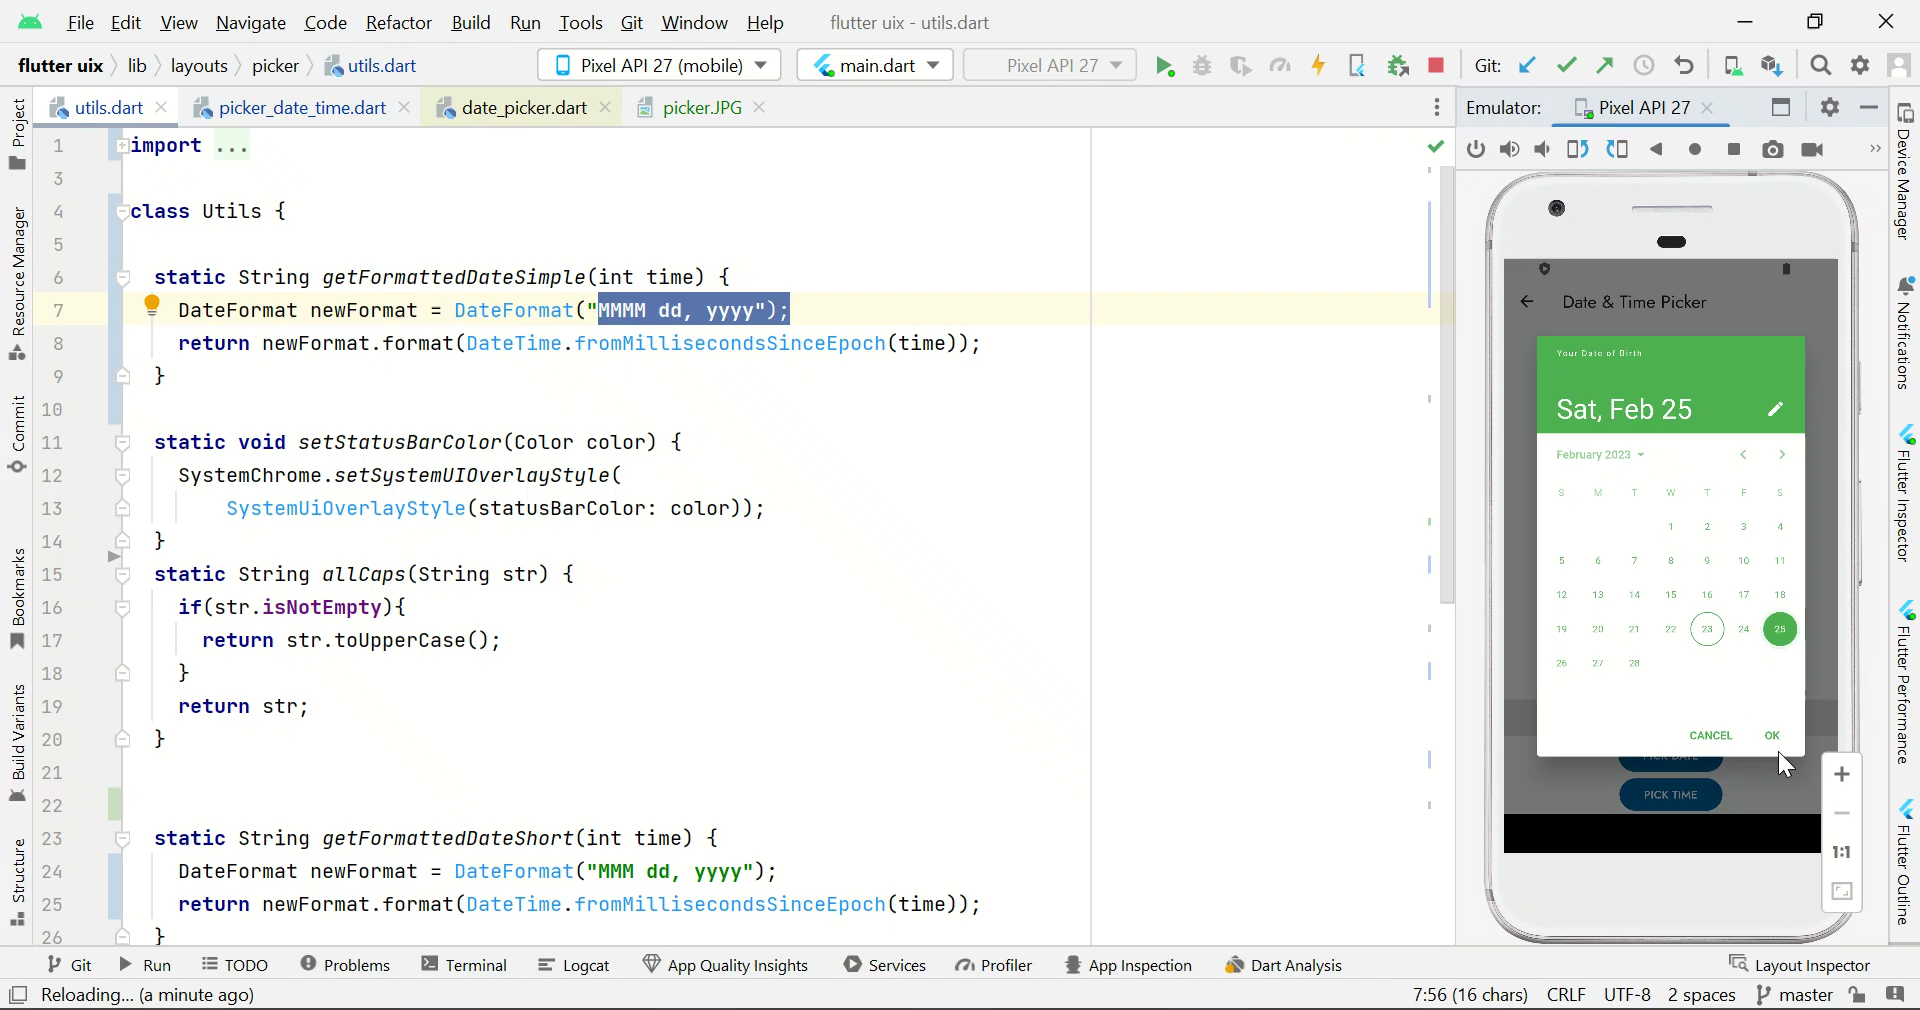 File Edit View Navigate Code Refactor Build Run Tools Git Window Help flutter uix - utils.dart
flutter uix lib layouts picker utils.dart Pixel API 27 (mobile) main.dart Pixel API 27 Git:
utils.dart picker_date_time.dart date_picker.dart picker.JPG Emulator: Pixel API 27
Project
Resource Manager
Commit
Bookmarks
Build Variants
Structure
1 import ...
3
4 class Utils {
5
6 static String getFormattedDateSimple(int time) {
7 DateFormat newFormat = DateFormat("MMMM dd, yyyy");
8 return newFormat.format(DateTime.fromMillisecondsSinceEpoch(time));
9 }
10
11 static void setStatusBarColor(Color color) {
12 SystemChrome.setSystemUIOverlayStyle(
13 SystemUiOverlayStyle(statusBarColor: color));
14 }
15 static String allCaps(String str) {
16 if(str.isNotEmpty){
17 return str.toUpperCase();
18 }
19 return str;
20 }
21
22
23 static String getFormattedDateShort(int time) {
24 DateFormat newFormat = DateFormat("MMM dd, yyyy");
25 return newFormat.format(DateTime.fromMillisecondsSinceEpoch(time));
26 }
Date & Time Picker
Your Date of Birth
Sat, Feb 25
February 2023
S M T W T F S
1 2 3 4
5 6 7 8 9 10 11
12 13 14 15 16 17 18
19 20 21 22 23 24 25
26 27 28
CANCEL OK
PICK DATE
PICK TIME
1:1
Device Manager
Notifications
Flutter Inspector
Flutter Performance
Flutter Outline
Git Run TODO Problems Terminal Logcat App Quality Insights Services Profiler App Inspection Dart Analysis Layout Inspector
Reloading... (a minute ago) 7:56 (16 chars) CRLF UTF-8 2 spaces master